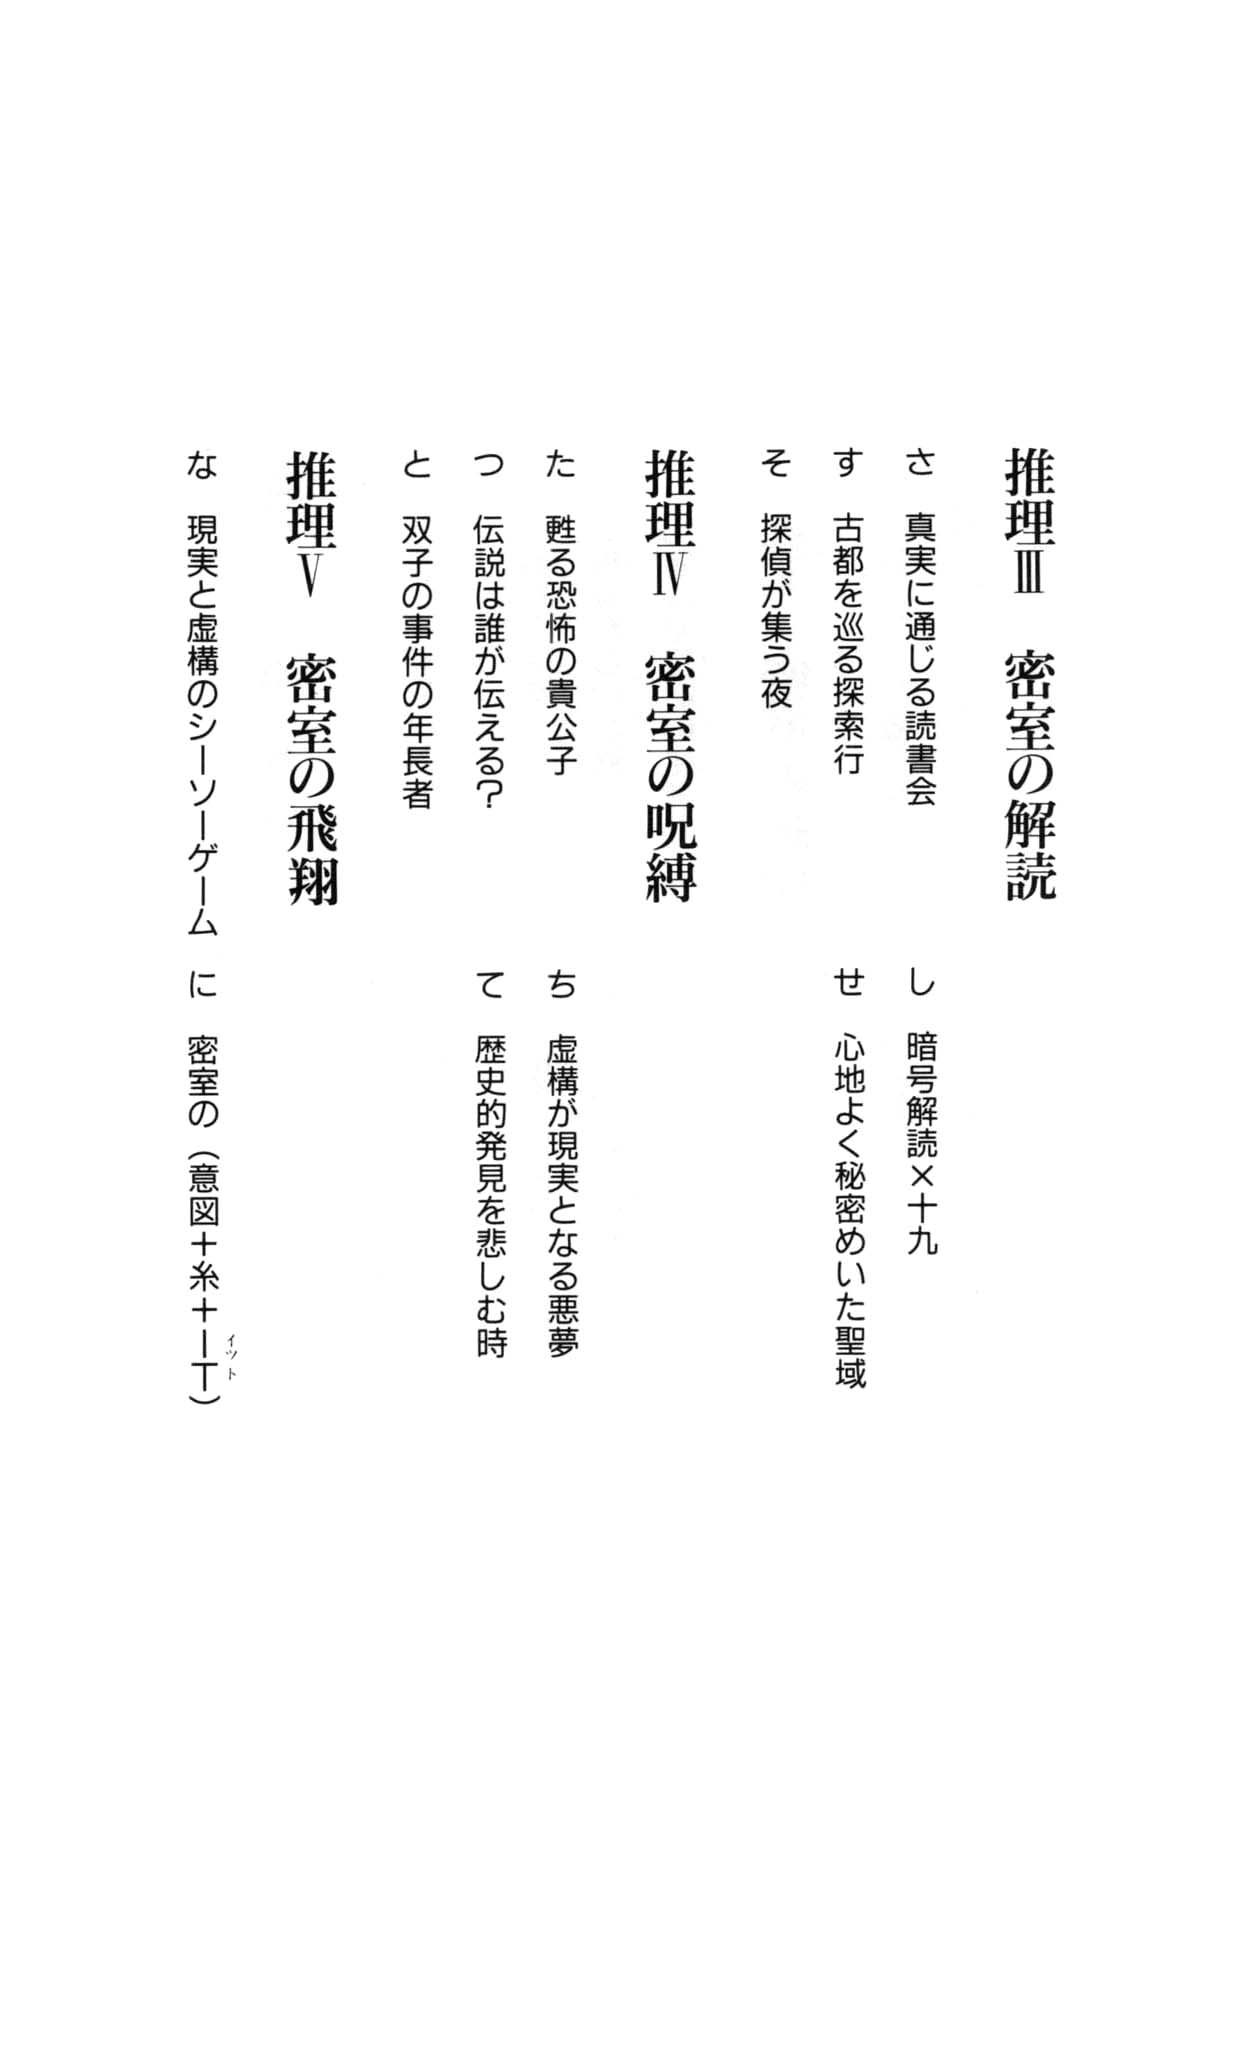 推理Ⅲ　密室の解読
さ　真実に通じる読書会
し　暗号解読×十九
す　古都を巡る探索行
せ　心地よく秘密めいた聖域
そ　探偵が集う夜
推理Ⅳ　密室の呪縛
た　甦る恐怖の貴公子
ち　虚構が現実となる悪夢
つ　伝説は誰が伝える？
て　歴史的発見を悲しむ時
と　双子の事件の年長者
推理Ⅴ　密室の飛翔
な　現実と虚構のシーソーゲーム
に　密室の（意図＋糸＋ＩＴ）
イット